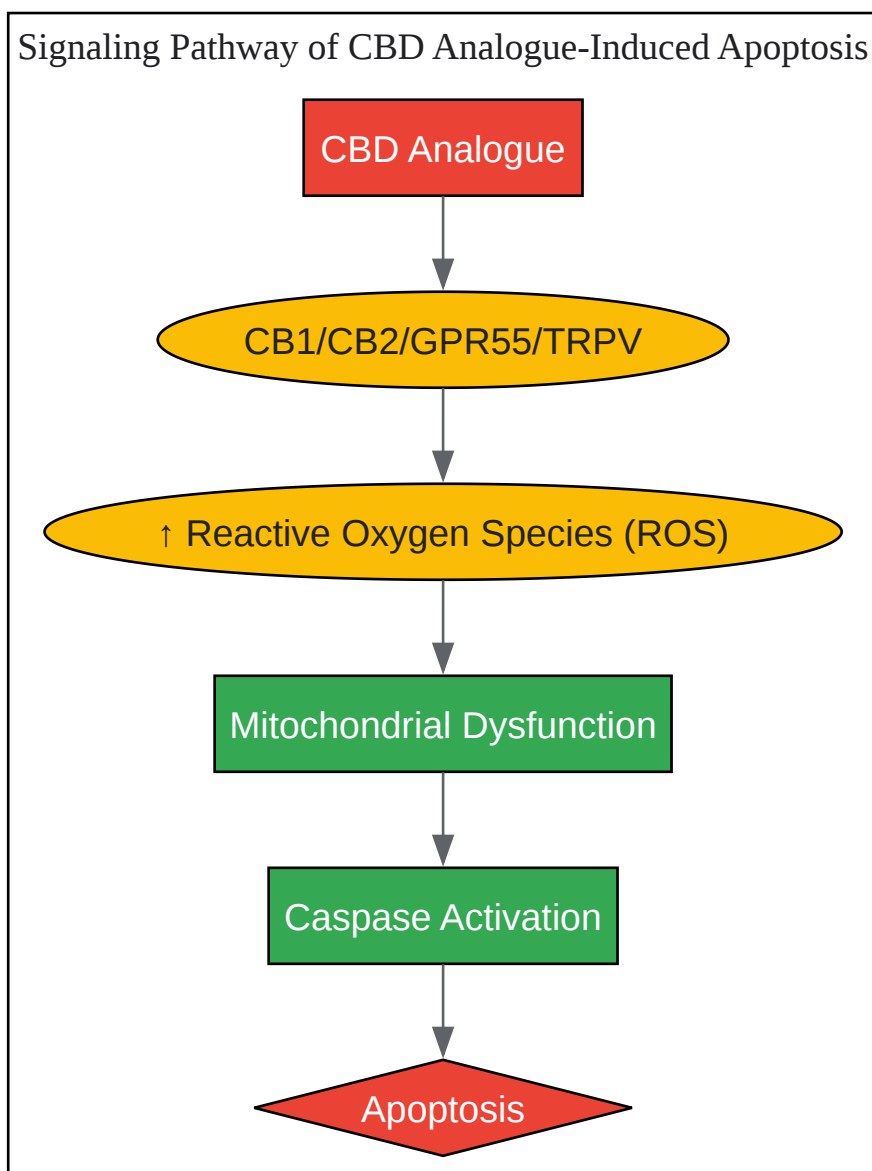 Signaling Pathway of CBD Analogue-Induced Apoptosis
CBD Analogue
CB1/CB2/GPR55/TRPV
↑ Reactive Oxygen Species (ROS)
Mitochondrial Dysfunction
Caspase Activation
Apoptosis